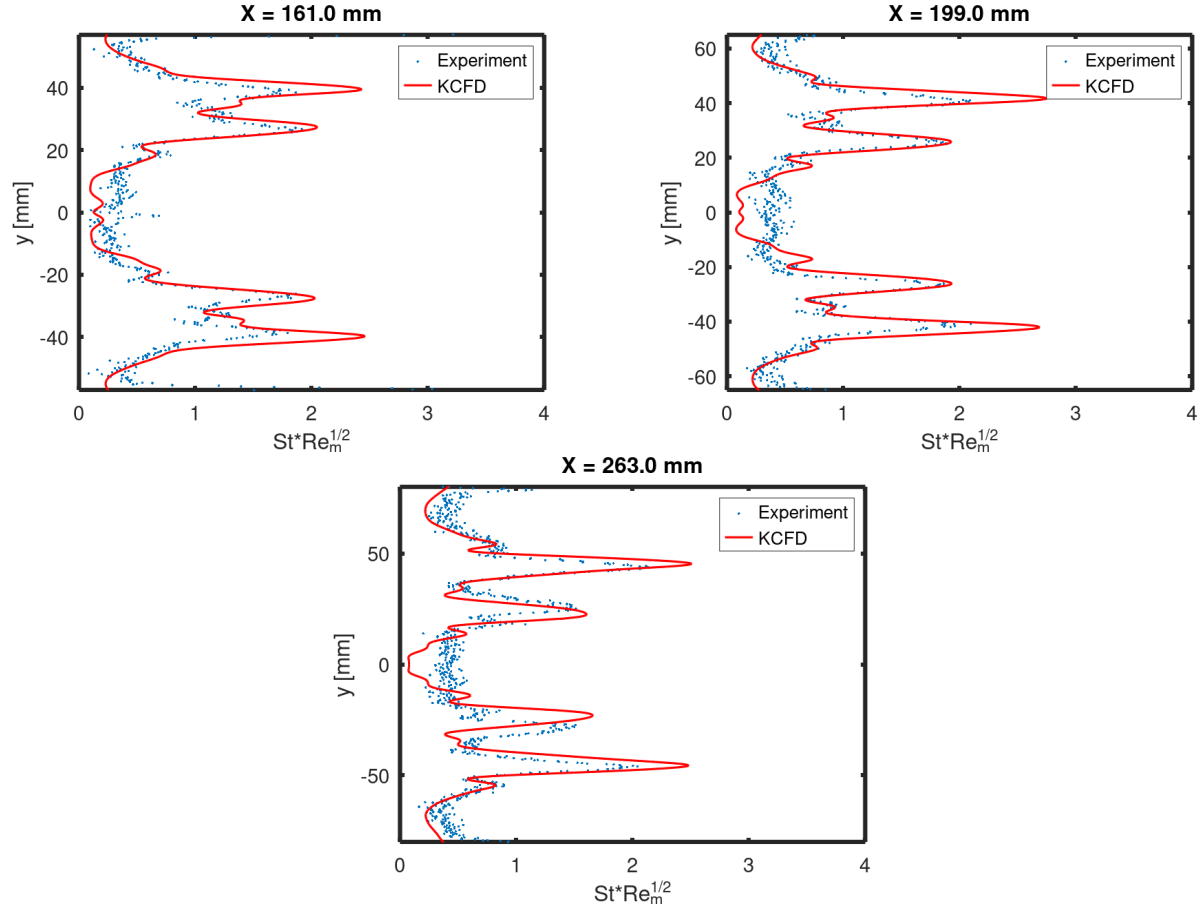 X = 161.0 mm
Experiment
KCFD
40
20
0
-20
-40
y [mm]
0 1 2 3 4
St*Re_m^{1/2}
X = 199.0 mm
Experiment
KCFD
60
40
20
0
-20
-40
-60
y [mm]
0 1 2 3 4
St*Re_m^{1/2}
X = 263.0 mm
Experiment
KCFD
50
0
-50
y [mm]
0 1 2 3 4
St*Re_m^{1/2}